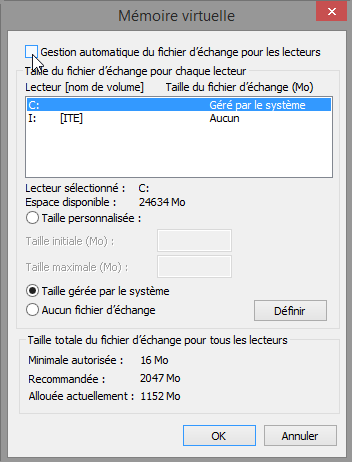 Mémoire virtuelle
Gestion automatique du fichier d'échange pour les lecteurs
Taille du fichier d'échange pour chaque lecteur
Lecteur [nom de volume] Taille du fichier d'échange (Mo)
C: Géré par le système
I: [ITE] Aucun
Lecteur sélectionné : C:
Espace disponible : 24634 Mo
Taille personnalisée :
Taille initiale (Mo) :
Taille maximale (Mo) :
Taille gérée par le système
Aucun fichier d'échange
Définir
Taille totale du fichier d'échange pour tous les lecteurs
Minimale autorisée : 16 Mo
Recommandée : 2047 Mo
Allouée actuellement : 1152 Mo
OK Annuler